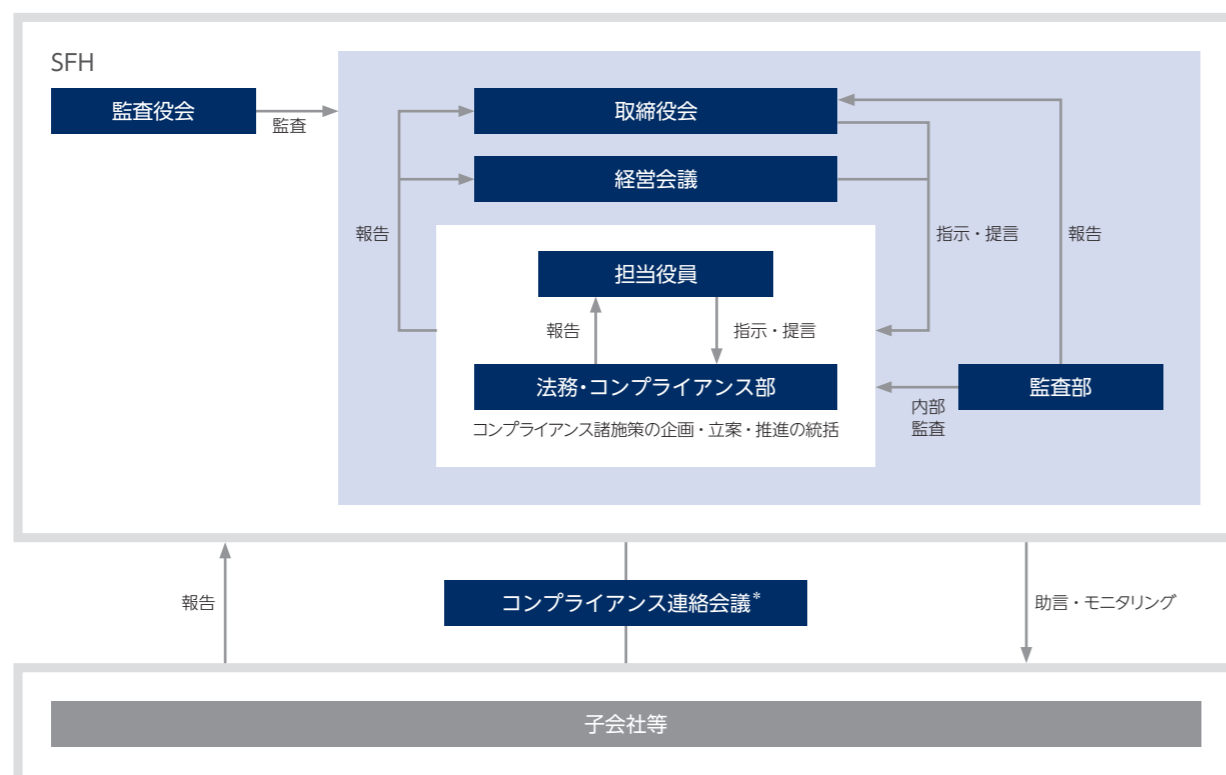 SFH
監査役会
監査
取締役会
経営会議
報告
指示・提言
報告
担当役員
報告
指示・提言
法務・コンプライアンス部
コンプライアンス諸施策の企画・立案・推進の統括
内部
監査
監査部
報告
コンプライアンス連絡会議*
助言・モニタリング
子会社等